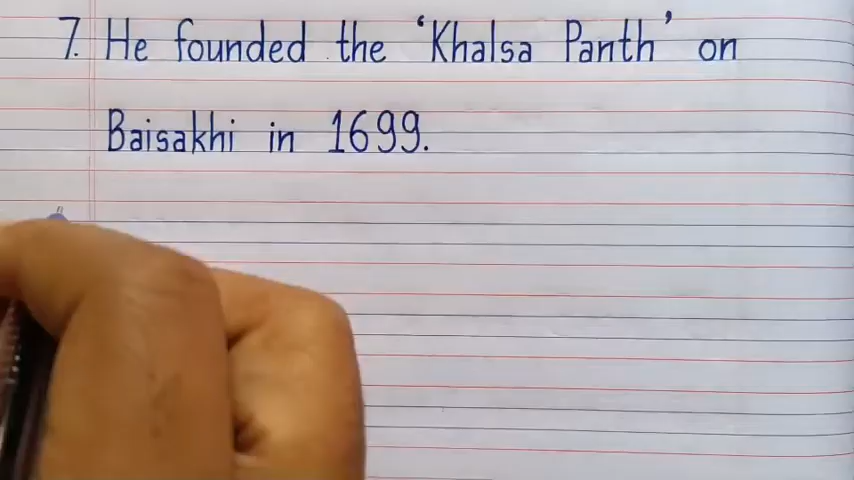 7. He founded the 'Khalsa Panth' on
Baisakhi in 1699.